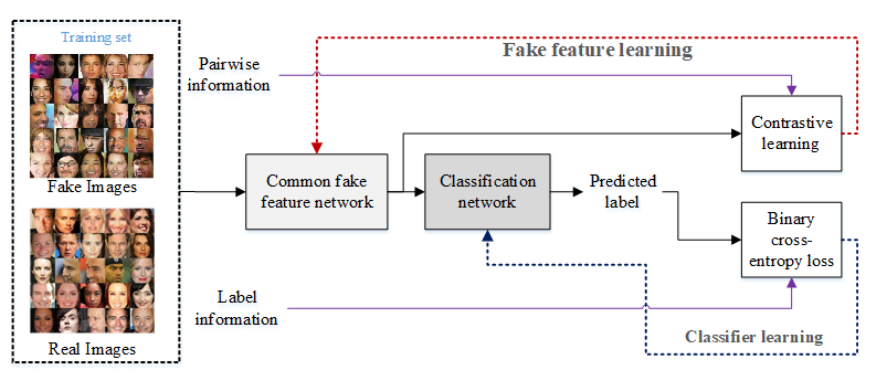 Training set
Fake Images
Real Images
Pairwise
information
Fake feature learning
Contrastive
learning
Common fake
feature network
Classification
network
Predicted
label
Binary
cross-
entropy loss
Label
information
Classifier learning